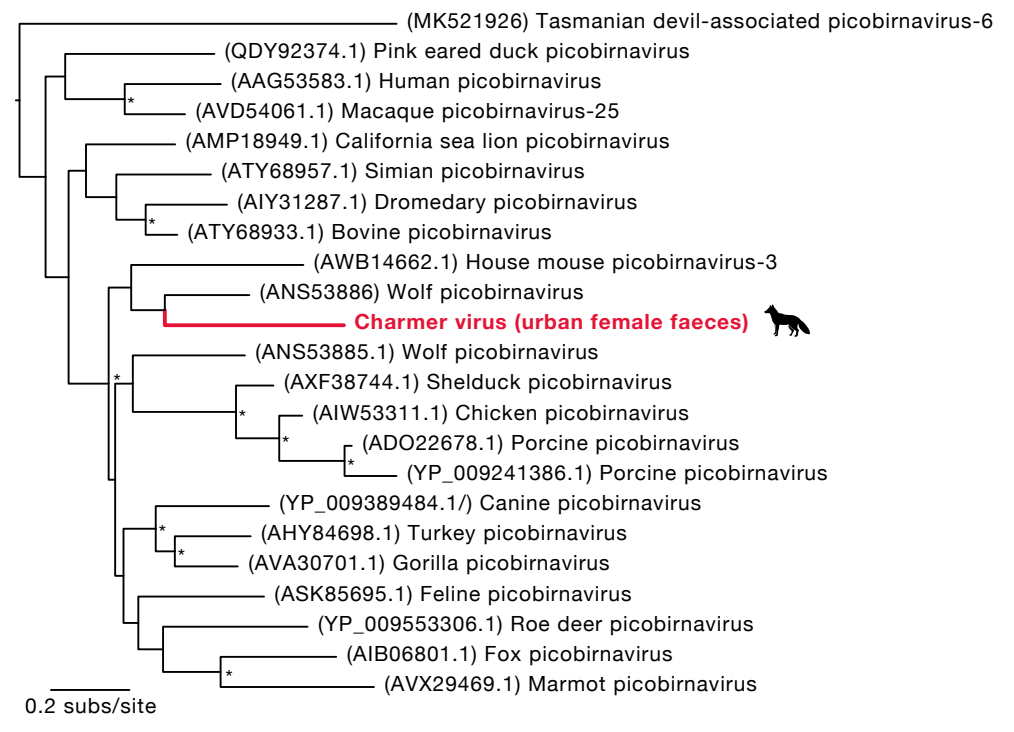 (MK521926) Tasmanian devil-associated picobirnavirus-6
(QDY92374.1) Pink eared duck picobirnavirus
(AAG53583.1) Human picobirnavirus
*
(AVD54061.1) Macaque picobirnavirus-25
(AMP18949.1) California sea lion picobirnavirus
(ATY68957.1) Simian picobirnavirus
(AIY31287.1) Dromedary picobirnavirus
*
(ATY68933.1) Bovine picobirnavirus
(AWB14662.1) House mouse picobirnavirus-3
(ANS53886) Wolf picobirnavirus
Charmer virus (urban female faeces)
(ANS53885.1) Wolf picobirnavirus
*
(AXF38744.1) Shelduck picobirnavirus
*
(AIW53311.1) Chicken picobirnavirus
*
(ADO22678.1) Porcine picobirnavirus
*
(YP_009241386.1) Porcine picobirnavirus
(YP_009389484.1/) Canine picobirnavirus
*
(AHY84698.1) Turkey picobirnavirus
*
(AVA30701.1) Gorilla picobirnavirus
(ASK85695.1) Feline picobirnavirus
(YP_009553306.1) Roe deer picobirnavirus
(AIB06801.1) Fox picobirnavirus
*
(AVX29469.1) Marmot picobirnavirus
0.2 subs/site